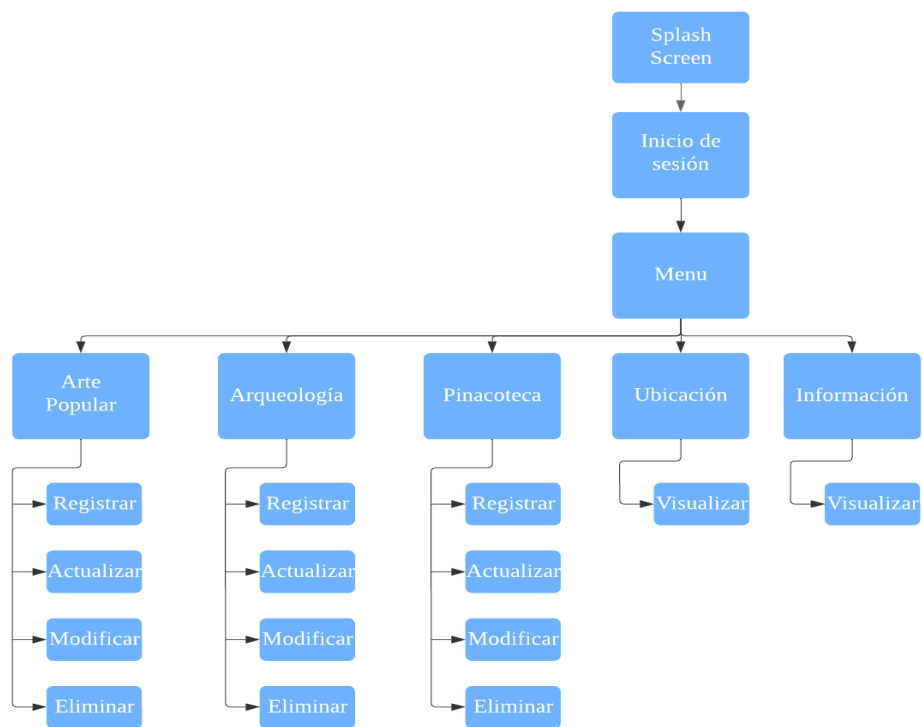 Splash
Screen
Inicio de
sesión
Menu
Arte
Popular
Arqueología
Pinacoteca
Ubicación
Información
Registrar
Registrar
Registrar
Visualizar
Visualizar
Actualizar
Actualizar
Actualizar
Modificar
Modificar
Modificar
Eliminar
Eliminar
Eliminar